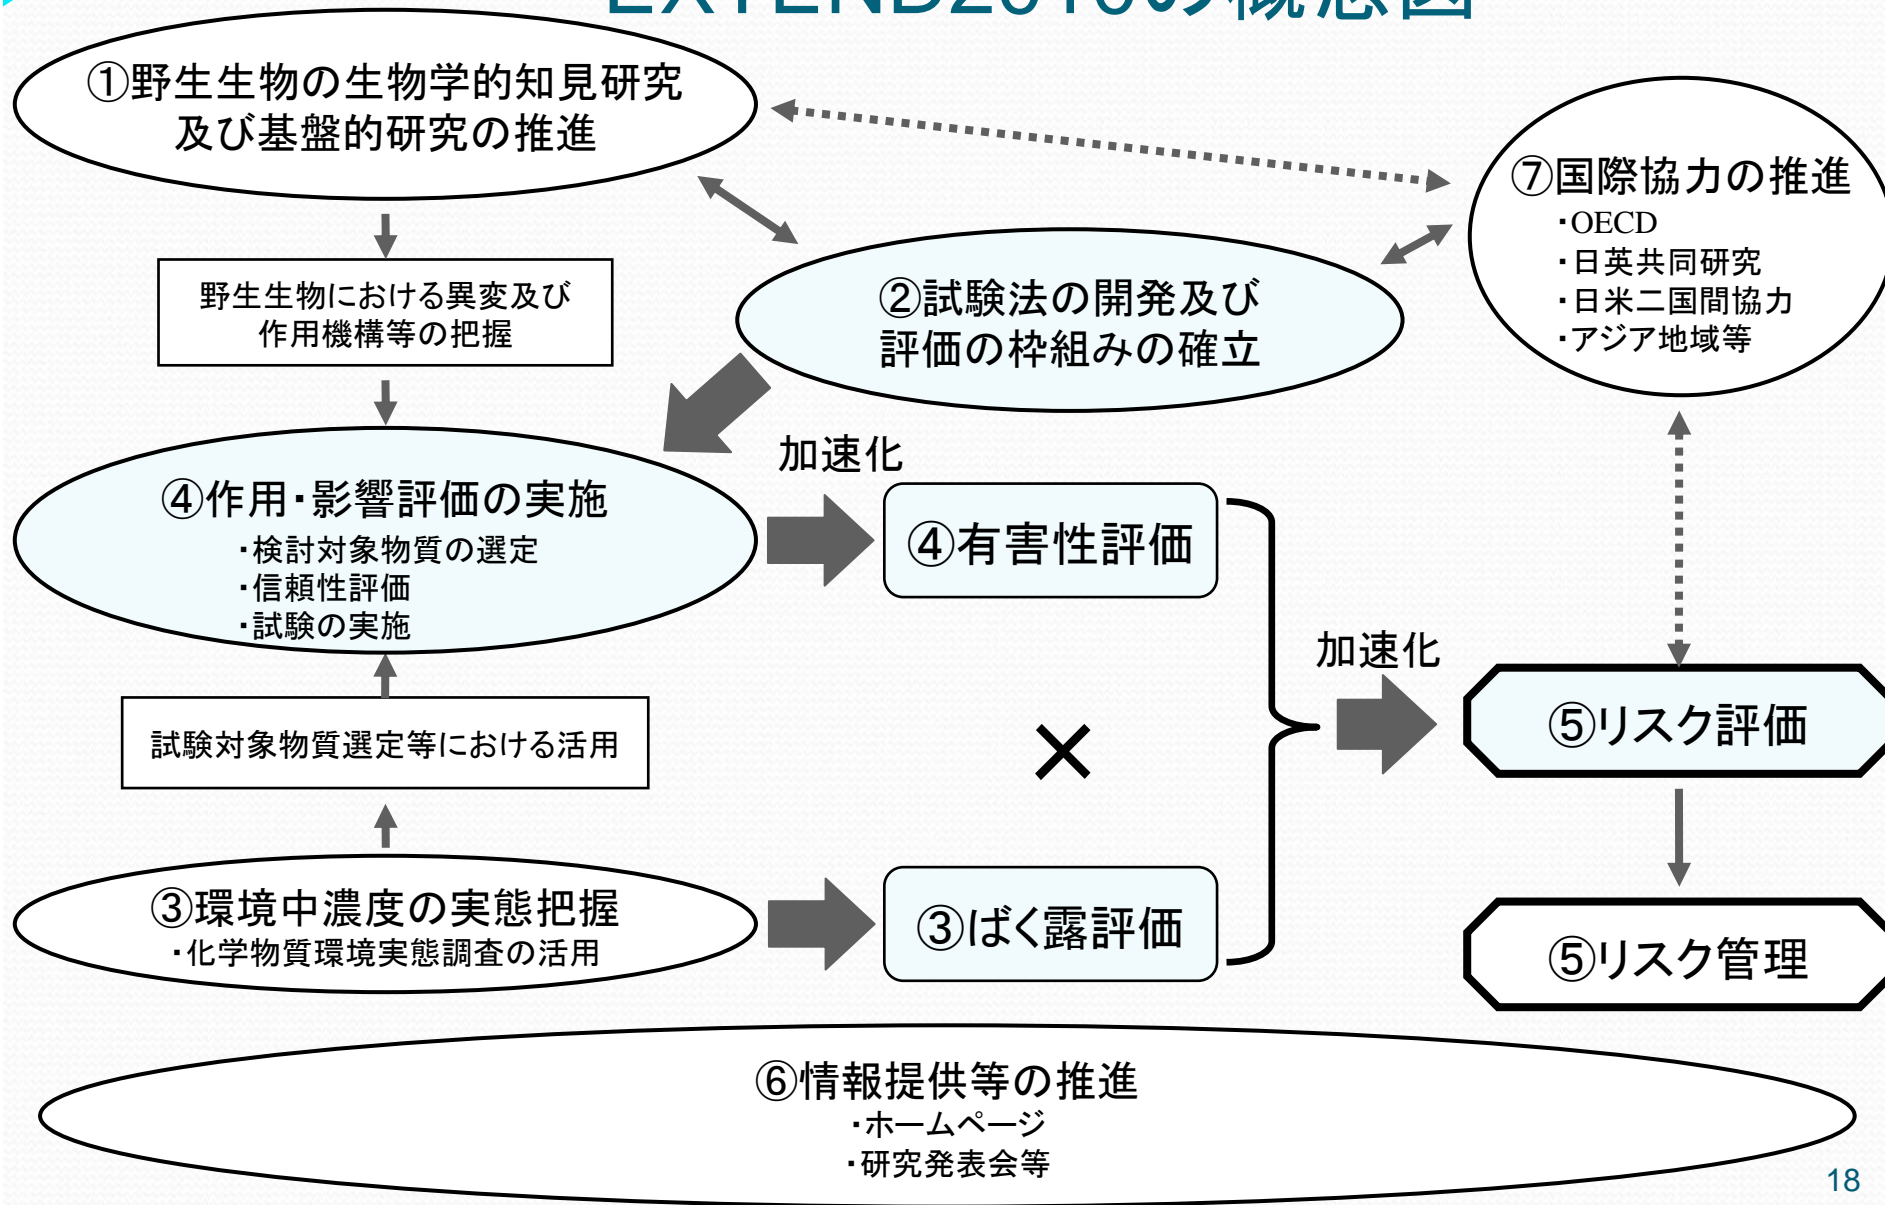 ①野生生物の生物学的知見研究
及び基盤的研究の推進
⑦国際協力の推進
・OECD
・日英共同研究
・日米二国間協力
・アジア地域等
野生生物における異変及び
作用機構等の把握
②試験法の開発及び
評価の枠組みの確立
加速化
④作用・影響評価の実施
・検討対象物質の選定
・信頼性評価
・試験の実施
④有害性評価
加速化
試験対象物質選定等における活用
×
⑤リスク評価
③環境中濃度の実態把握
・化学物質環境実態調査の活用
③ばく露評価
⑤リスク管理
⑥情報提供等の推進
・ホームページ
・研究発表会等
18